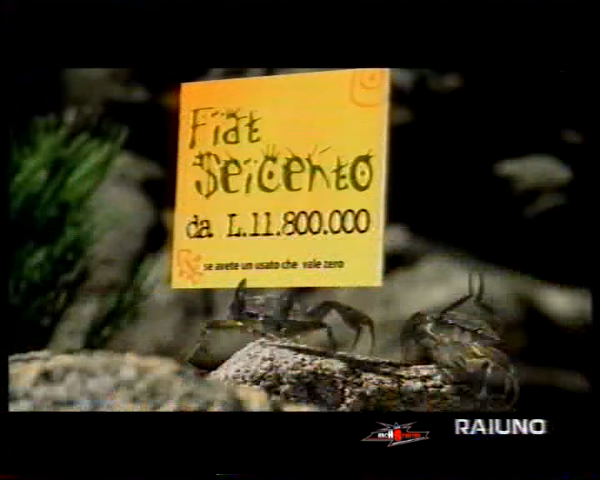 Fiat
Seicento
da L.11.800.000
se avete un usato che vale zero
RAIUNO